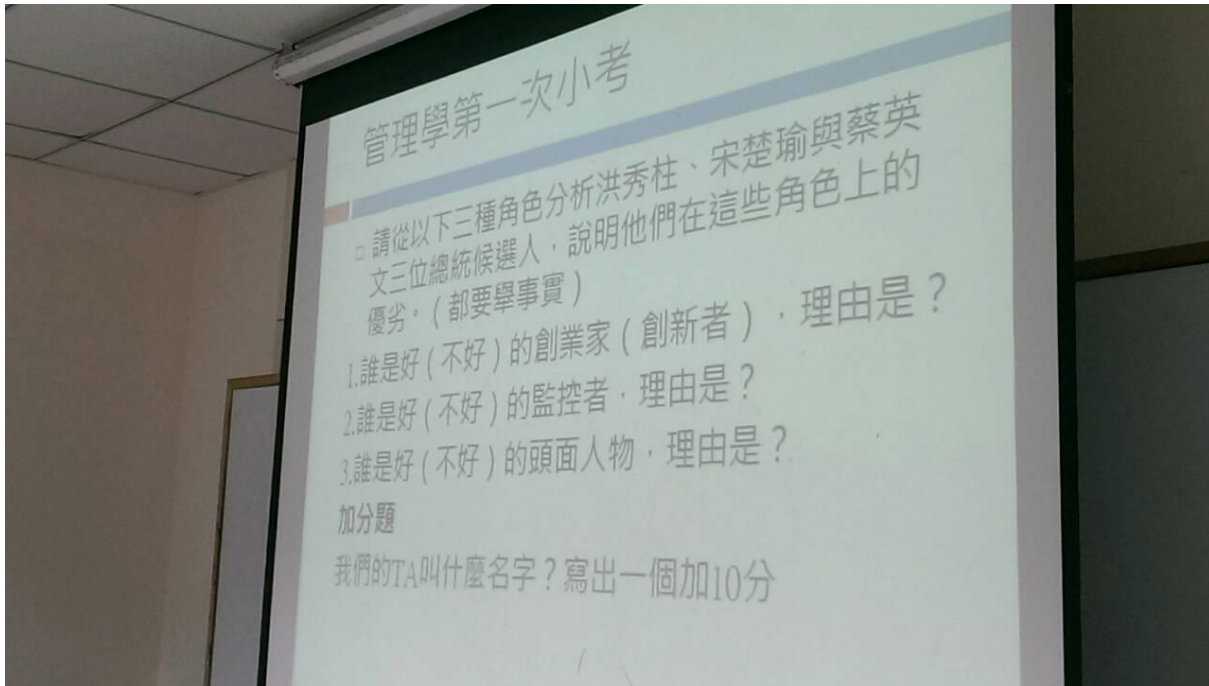 管理學第一次小考
□ 請從以下三種角色分析洪秀柱、宋楚瑜與蔡英
文三位總統候選人，說明他們在這些角色上的
優劣。(都要舉事實)
1.誰是好(不好)的創業家(創新者)，理由是？
2.誰是好(不好)的監控者，理由是？
3.誰是好(不好)的頭面人物，理由是？
加分題
我們的TA叫什麼名字？寫出一個加10分